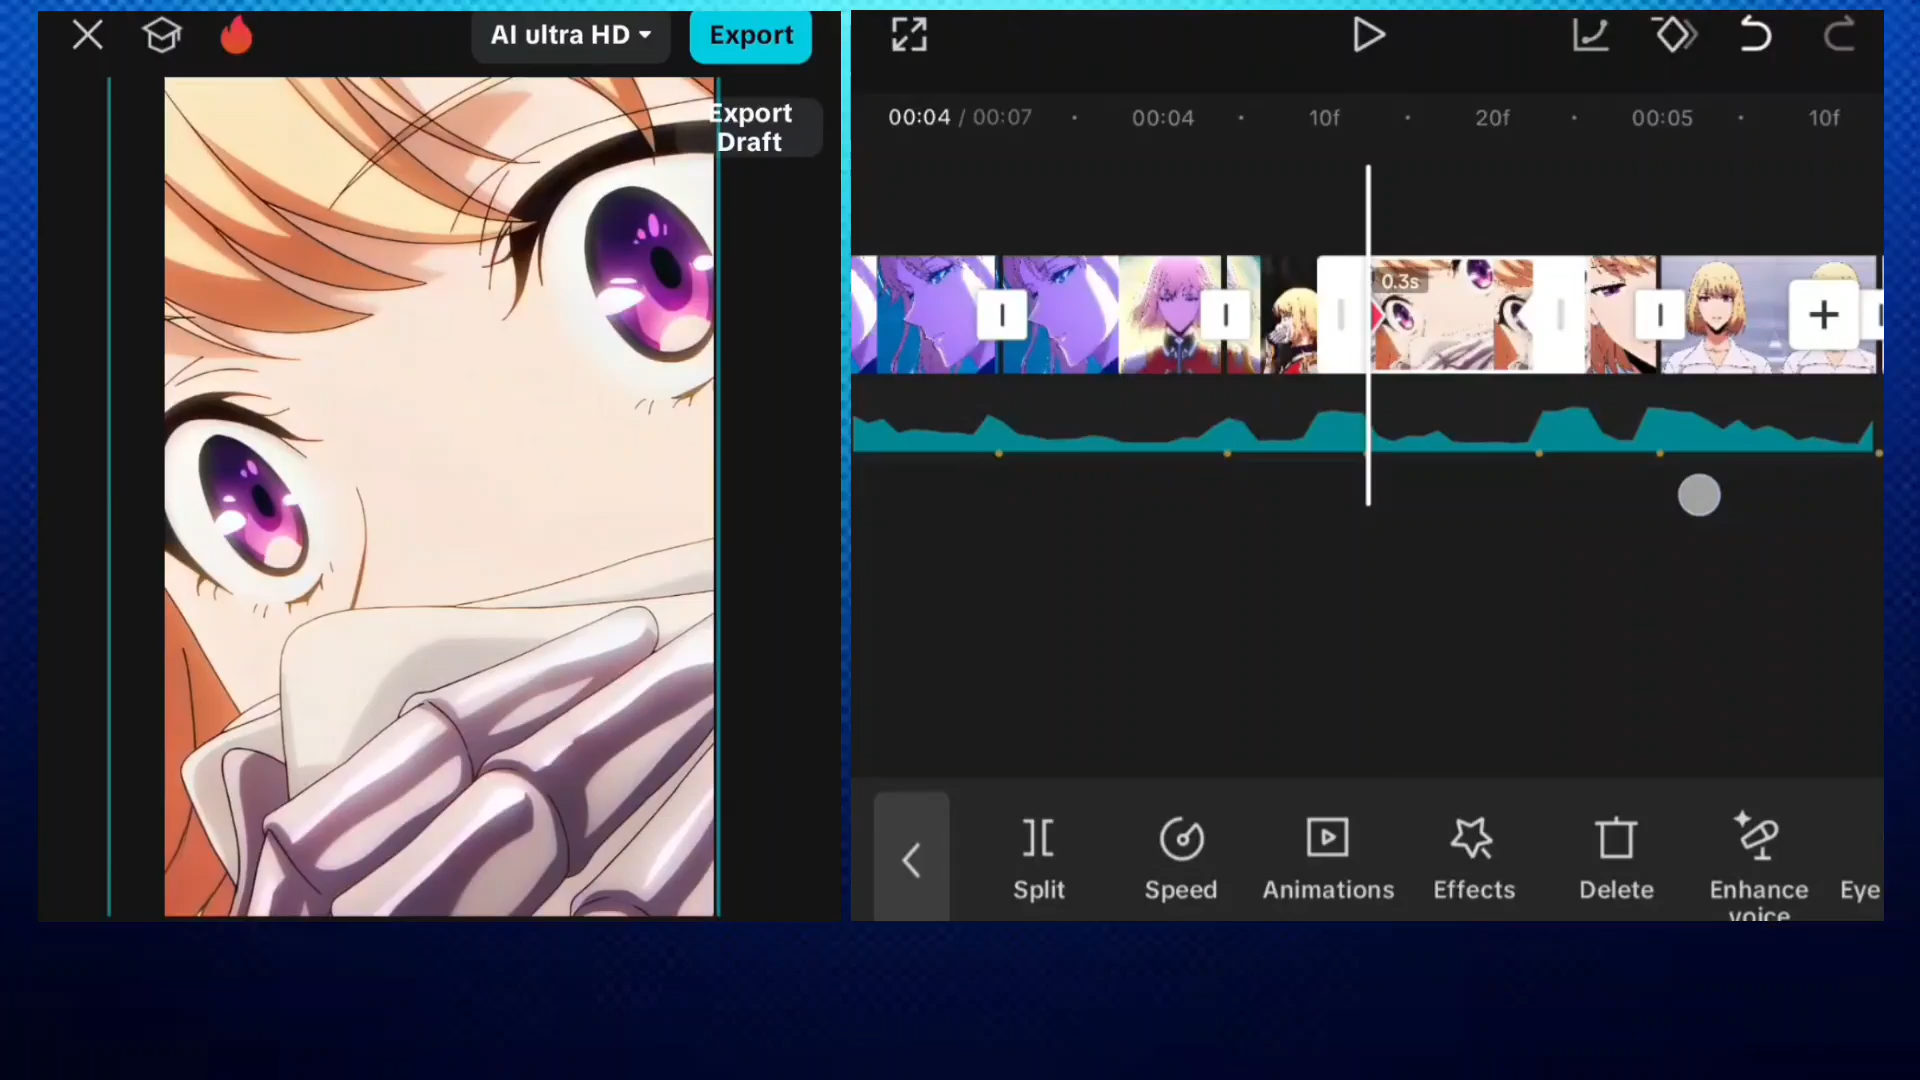 AI ultra HD
Export
Export
Draft
00:04 / 00:07
00:04
10f
20f
00:05
10f
0.3s
Split
Speed
Animations
Effects
Delete
Enhance
voice
Eye